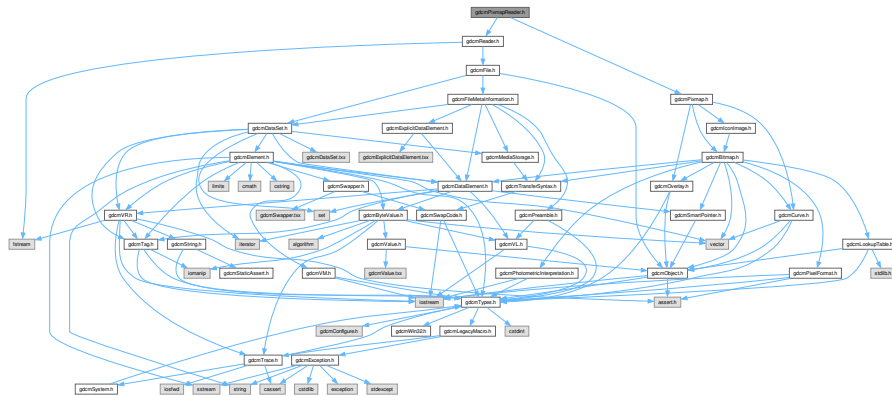 gdcmPixmapReader.h
gdcmReader.h
gdcmFile.h
gdcmFileMetaInformation.h
gdcmPixmap.h
gdcmDataSet.h
gdcmExplicitDataElement.h
gdcmIconImage.h
gdcmElement.h
gdcmDataSet.txx
gdcmExplicitDataElement.txx
gdcmMediaStorage.h
gdcmBitmap.h
limits
cmath
cstring
gdcmSwapper.h
gdcmDataElement.h
gdcmTransferSyntax.h
gdcmOverlay.h
gdcmVR.h
gdcmSwapper.txx
set
gdcmByteValue.h
gdcmSwapCode.h
gdcmPreamble.h
gdcmSmartPointer.h
gdcmCurve.h
fstream
gdcmTag.h
gdcmString.h
iterator
algorithm
gdcmValue.h
gdcmVL.h
vector
gdcmLookupTable.h
iomanip
gdcmStaticAssert.h
gdcmVM.h
gdcmValue.txx
gdcmPhotometricInterpretation.h
gdcmObject.h
gdcmPixelFormat.h
stdlib.h
iostream
gdcmTypes.h
assert.h
gdcmConfigure.h
gdcmWin32.h
gdcmLegacyMacro.h
cstdint
gdcmTrace.h
gdcmException.h
gdcmSystem.h
iosfwd
sstream
string
cassert
cstdlib
exception
stdexcept